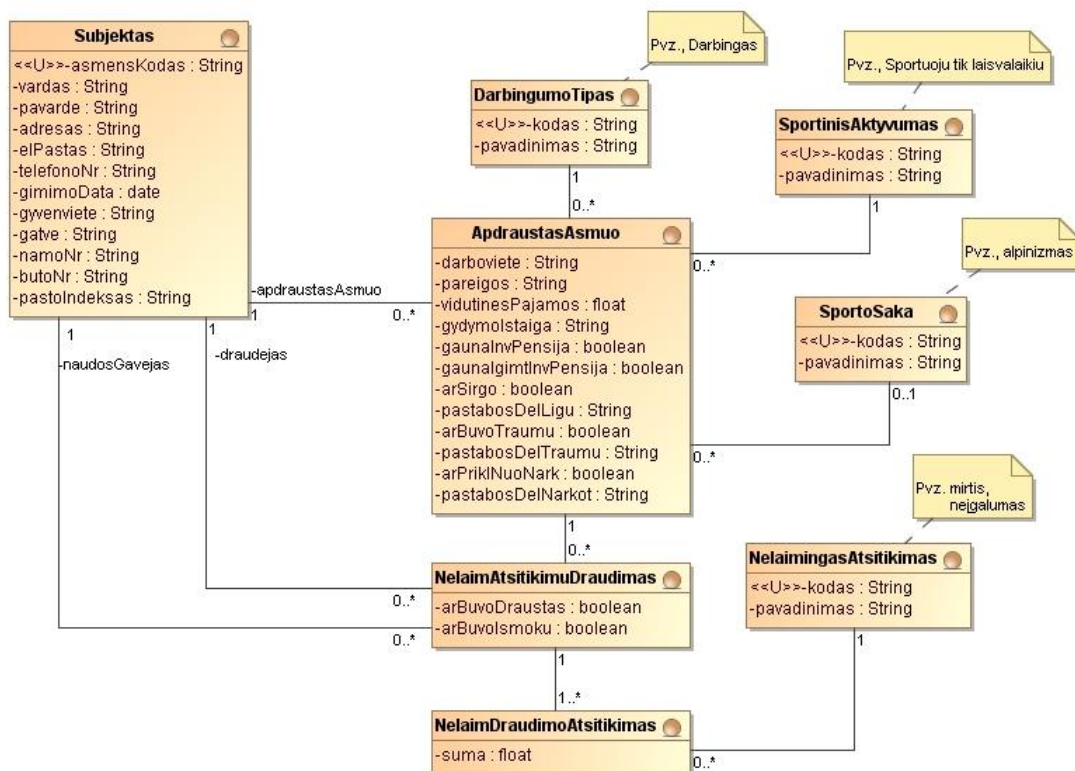 Subjektas
<<U>>-asmensKodas : String
-vardas : String
-pavarde : String
-adresas : String
-elPastas : String
-telefonoNr : String
-gimimoData : date
-gyvenviete : String
-gatve : String
-namoNr : String
-butoNr : String
-pastoIndeksas : String
1
-naudosGavejas
1
-draudejas
-apdraustasAsmuo
1
0..*
Pvz., Darbingas
DarbingumoTipas
<<U>>-kodas : String
-pavadinimas : String
1
0..*
Pvz., Sportuoju tik laisvalaikiu
SportinisAktyvumas
<<U>>-kodas : String
-pavadinimas : String
1
0..*
ApdraustasAsmuo
-darboviete : String
-pareigos : String
-vidutinesPajamos : float
-gydymoIstaiga : String
-gaunaInvPensija : boolean
-gaunaIgimtInvPensija : boolean
-arSirgo : boolean
-pastabosDelLigu : String
-arBuvoTraumu : boolean
-pastabosDelTraumu : String
-arPriklNuoNark : boolean
-pastabosDelNarkot : String
Pvz., alpinizmas
SportoSaka
<<U>>-kodas : String
-pavadinimas : String
0..1
0..*
1
0..*
NelaimAtsitikimuDraudimas
-arBuvoDraustas : boolean
-arBuvoIsmoku : boolean
0..*
0..*
1
1..*
Pvz. mirtis,
neįgalumas
NelaimingasAtsitikimas
<<U>>-kodas : String
-pavadinimas : String
1
NelaimDraudimoAtsitikimas
-suma : float
0..*